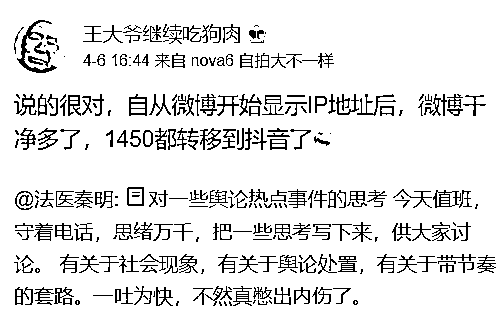 王大爷继续吃狗肉
4-6 16:44 来自 nova6 自拍大不一样
说的很对，自从微博开始显示IP地址后，微博干
净多了，1450都转移到抖音了
@法医秦明: 对一些舆论热点事件的思考 今天值班，
守着电话，思绪万千，把一些思考写下来，供大家讨
论。 有关于社会现象，有关于舆论处置，有关于带节奏
的套路。一吐为快，不然真憋出内伤了。